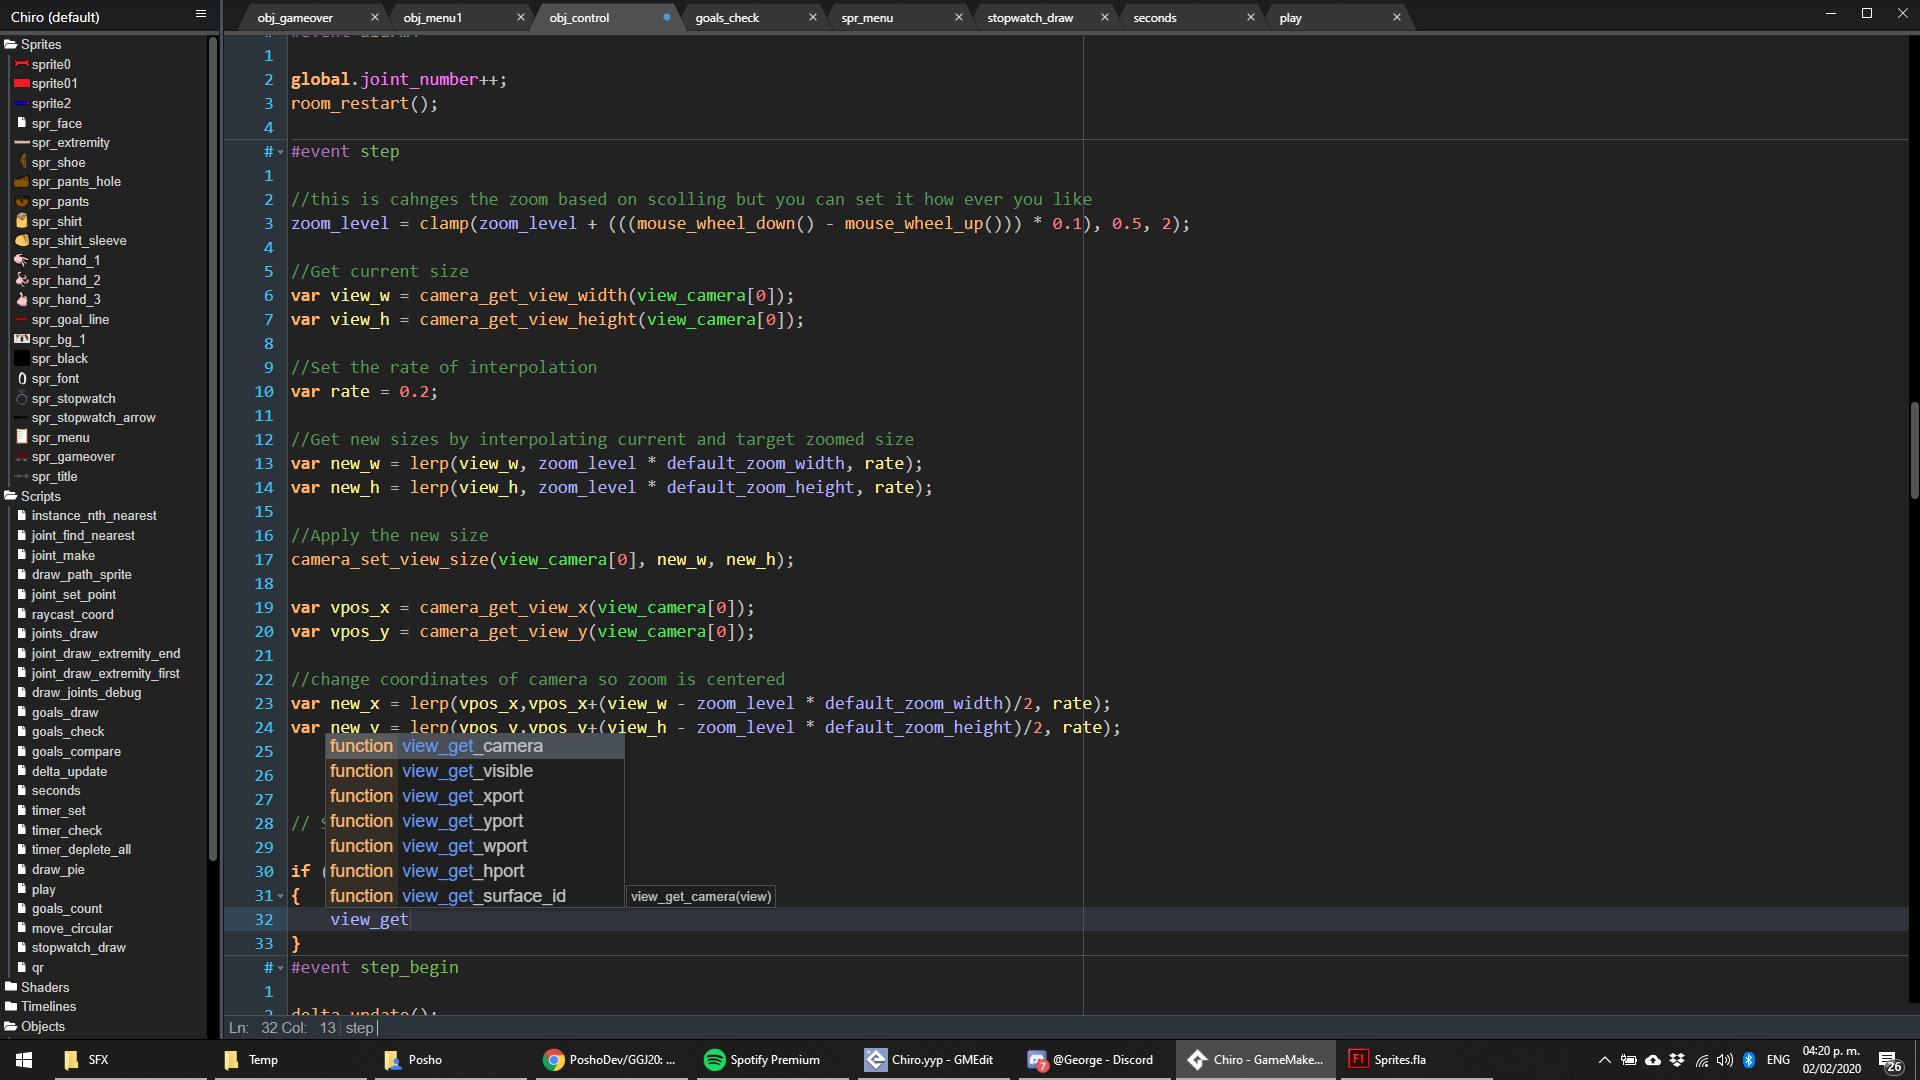 Chiro (default)
obj_gameover
obj_menu1
obj_control
goals_check
spr_menu
stopwatch_draw
seconds
play
Sprites
sprite0
sprite01
sprite2
spr_face
spr_extremity
spr_shoe
spr_pants_hole
spr_pants
spr_shirt
spr_shirt_sleeve
spr_hand_1
spr_hand_2
spr_hand_3
spr_goal_line
spr_bg_1
spr_black
spr_font
spr_stopwatch
spr_stopwatch_arrow
spr_menu
spr_gameover
spr_title
Scripts
instance_nth_nearest
joint_find_nearest
joint_make
draw_path_sprite
joint_set_point
raycast_coord
joints_draw
joint_draw_extremity_end
joint_draw_extremity_first
draw_joints_debug
goals_draw
goals_check
goals_compare
delta_update
seconds
timer_set
timer_check
timer_deplete_all
draw_pie
play
goals_count
move_circular
stopwatch_draw
qr
Shaders
Timelines
Objects
1
2 global.joint_number++;
3 room_restart();
4
# #event step
1
2 //this is cahnges the zoom based on scolling but you can set it how ever you like
3 zoom_level = clamp(zoom_level + (((mouse_wheel_down() - mouse_wheel_up())) * 0.1), 0.5, 2);
4
5 //Get current size
6 var view_w = camera_get_view_width(view_camera[0]);
7 var view_h = camera_get_view_height(view_camera[0]);
8
9 //Set the rate of interpolation
10 var rate = 0.2;
11
12 //Get new sizes by interpolating current and target zoomed size
13 var new_w = lerp(view_w, zoom_level * default_zoom_width, rate);
14 var new_h = lerp(view_h, zoom_level * default_zoom_height, rate);
15
16 //Apply the new size
17 camera_set_view_size(view_camera[0], new_w, new_h);
18
19 var vpos_x = camera_get_view_x(view_camera[0]);
20 var vpos_y = camera_get_view_y(view_camera[0]);
21
22 //change coordinates of camera so zoom is centered
23 var new_x = lerp(vpos_x,vpos_x+(view_w - zoom_level * default_zoom_width)/2, rate);
24 var new_y = lerp(vpos_y,vpos_y+(view_h - zoom_level * default_zoom_height)/2, rate);
25
26
27
28 //
29
30 if (
31 {
32 view_get
33 }
function view_get_camera
function view_get_visible
function view_get_xport
function view_get_yport
function view_get_wport
function view_get_hport
function view_get_surface_id
view_get_camera(view)
# #event step_begin
1
2 delta_update();
Ln: 32 Col: 13 step
SFX
Temp
Posho
PoshoDev/GGJ20: ...
Spotify Premium
Chiro.yyp - GMEdit
@George - Discord
7
Chiro - GameMake...
Sprites.fla
ENG
04:20 p. m.
02/02/2020
26